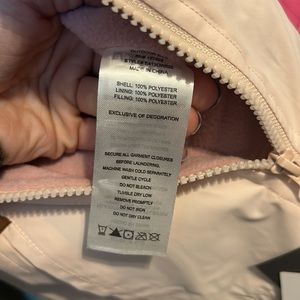 MADE IN CHINA
SHELL: 100% POLYESTER
LINING: 100% POLYESTER
FILLING: 100% POLYESTER
EXCLUSIVE OF DECORATION
SECURE ALL GARMENT CLOSURES
BEFORE LAUNDERING.
MACHINE WASH COLD SEPARATELY
GENTLE CYCLE
DO NOT BLEACH
TUMBLE DRY LOW
REMOVE PROMPTLY
DO NOT IRON
DO NOT DRY CLEAN